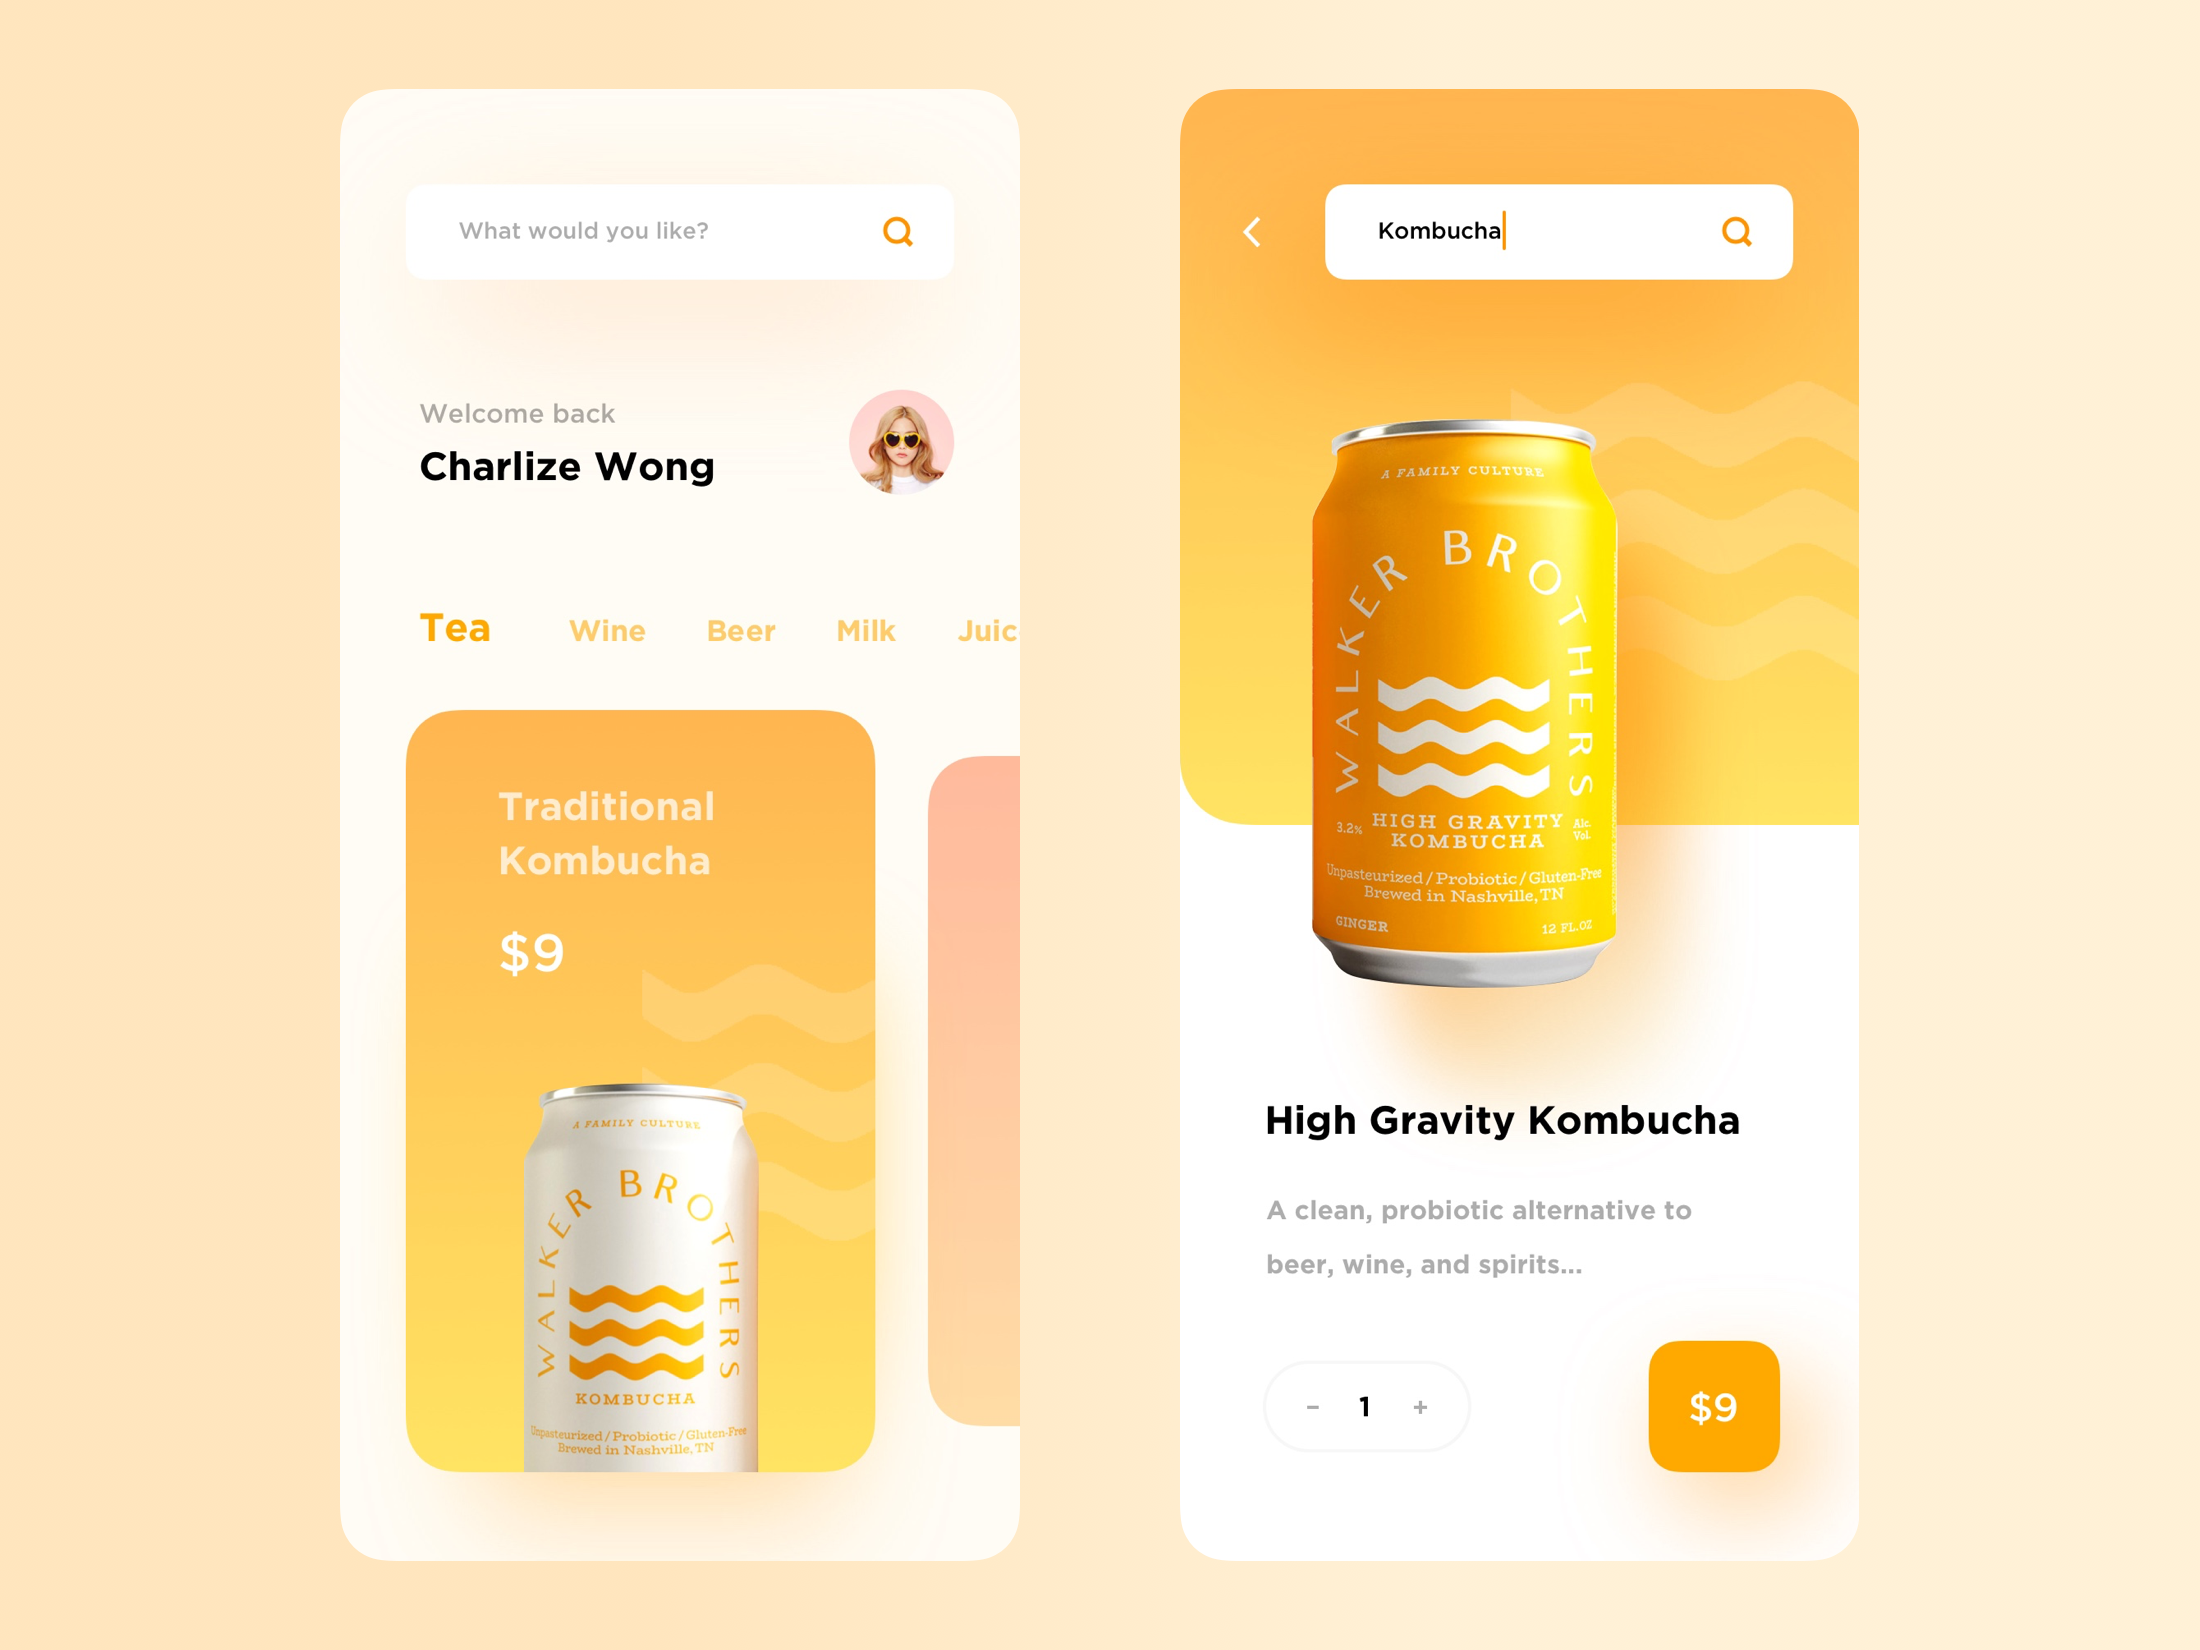 What would you like?
Welcome back
Charlize Wong
Tea Wine Beer Milk Juic
Traditional
Kombucha
$9
A FAMILY CULTURE
WALKER BROTHERS
KOMBUCHA
Unpasteurized / Probiotic / Gluten-Free
Brewed in Nashville, TN
Kombucha
A FAMILY CULTURE
WALKER BROTHERS
3.2% HIGH GRAVITY Alc.
KOMBUCHA Vol.
Unpasteurized / Probiotic / Gluten-Free
Brewed in Nashville, TN
GINGER 12 FL.OZ
High Gravity Kombucha
A clean, probiotic alternative to
beer, wine, and spirits...
- 1 +
$9